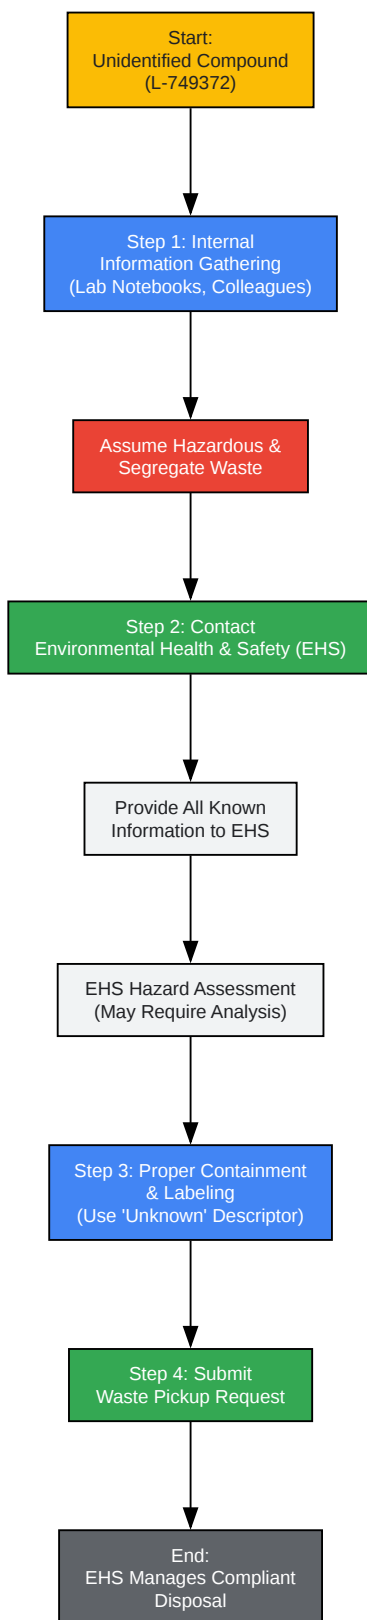 Start:
Unidentified Compound
(L-749372)
Step 1: Internal
Information Gathering
(Lab Notebooks, Colleagues)
Assume Hazardous &
Segregate Waste
Step 2: Contact
Environmental Health & Safety (EHS)
Provide All Known
Information to EHS
EHS Hazard Assessment
(May Require Analysis)
Step 3: Proper Containment
& Labeling
(Use 'Unknown' Descriptor)
Step 4: Submit
Waste Pickup Request
End:
EHS Manages Compliant
Disposal